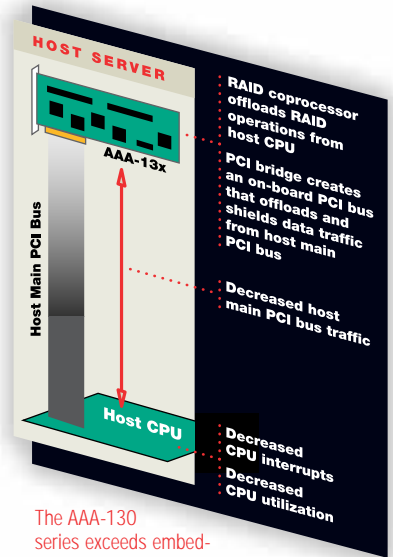 HOST SERVER
AAA-13x
Host Main PCI Bus
Host CPU
RAID coprocessor
offloads RAID
operations from
host CPU
PCI bridge creates
an on-board PCI bus
that offloads and
shields data traffic
from host main
PCI bus
Decreased host
main PCI bus traffic
Decreased
CPU interrupts
Decreased
CPU utilization
The AAA-130
series exceeds embed-